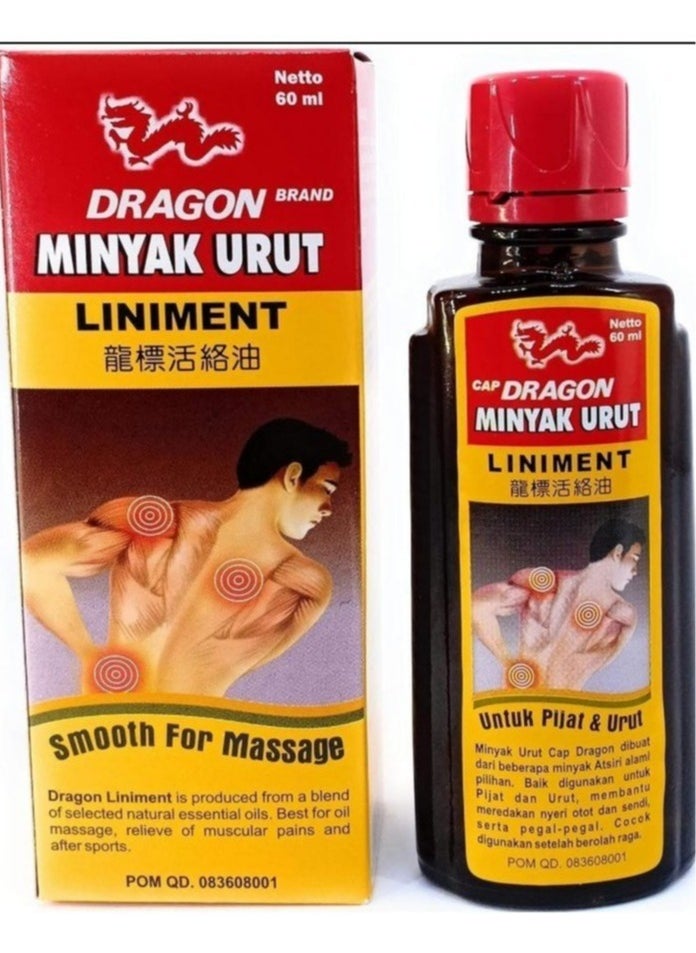 Netto
60 ml
DRAGON BRAND
MINYAK URUT
LINIMENT
龍標活絡油
Smooth For Massage
Dragon Liniment is produced from a blend
of selected natural essential oils. Best for oil
massage, relieve of muscular pains and
after sports.
POM QD. 083608001
Netto
60 ml
CAP DRAGON
MINYAK URUT
LINIMENT
龍標活絡油
Untuk Pijat & Urut
Minyak Urut Cap Dragon dibuat
dari beberapa minyak Atsiri alami
pilihan. Baik digunakan untuk
Pijat dan Urut, membantu
meredakan nyeri otot dan sendi,
serta pegal-pegal. Cocok
digunakan setelah berolah raga.
POM QD. 083608001